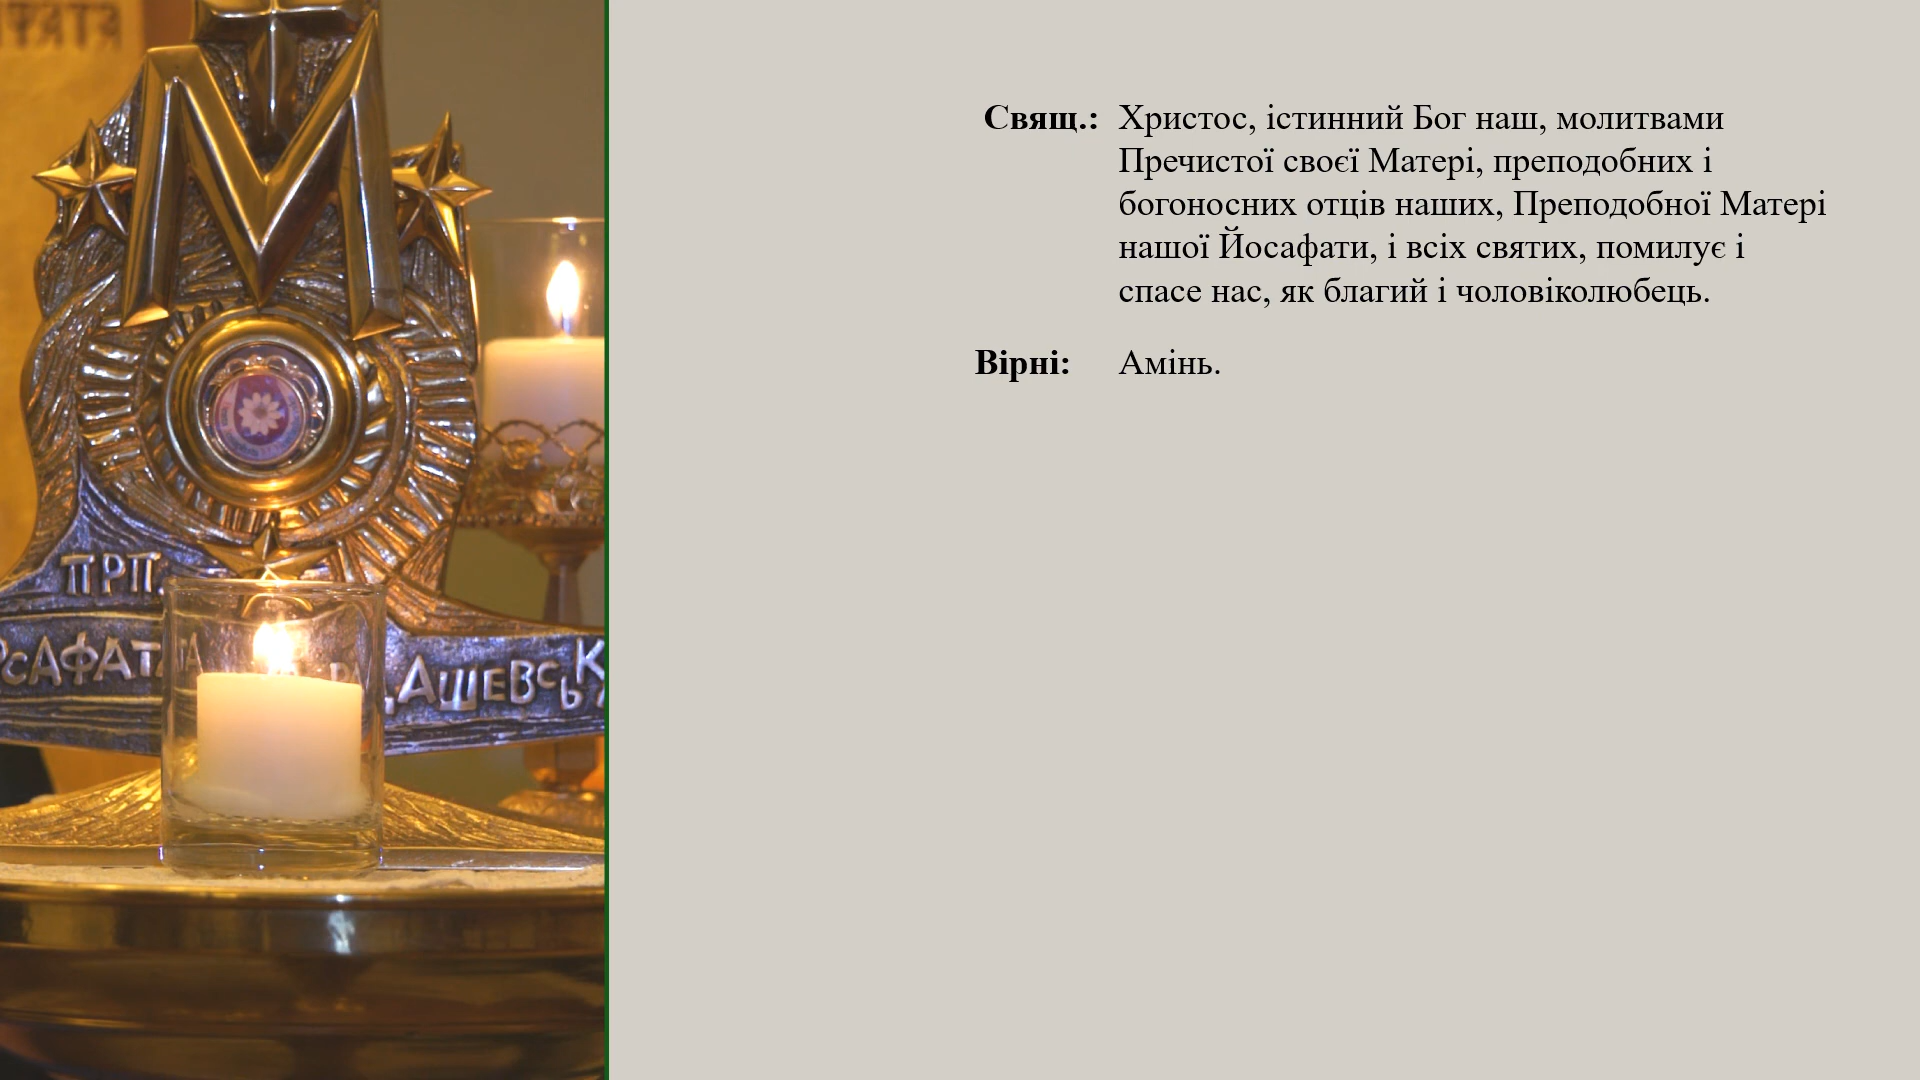 М
ПРП.
АШЕВСЬК
Свящ.: Христос, істинний Бог наш, молитвами
Пречистої своєї Матері, преподобних і
богоносних отців наших, Преподобної Матері
нашої Йосафати, і всіх святих, помилує і
спасе нас, як благий і чоловіколюбець.
Вірні: Амінь.